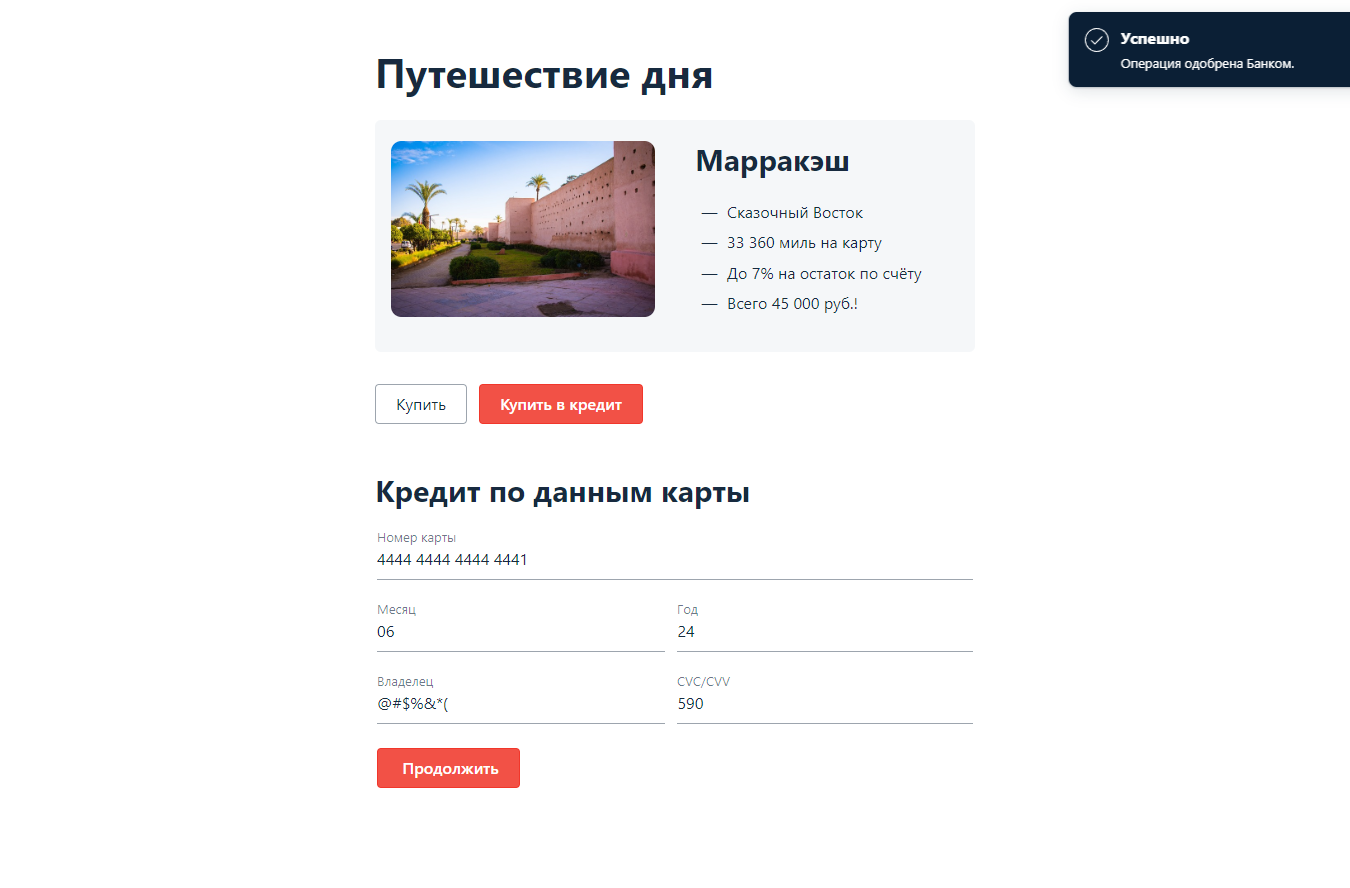 Успешно
Операция одобрена Банком.
Путешествие дня
Марракэш
— Сказочный Восток
— 33 360 миль на карту
— До 7% на остаток по счёту
— Всего 45 000 руб.!
Купить
Купить в кредит
Кредит по данным карты
Номер карты
4444 4444 4444 4441
Месяц
06
Год
24
Владелец
@#$%&*(
CVC/CVV
590
Продолжить